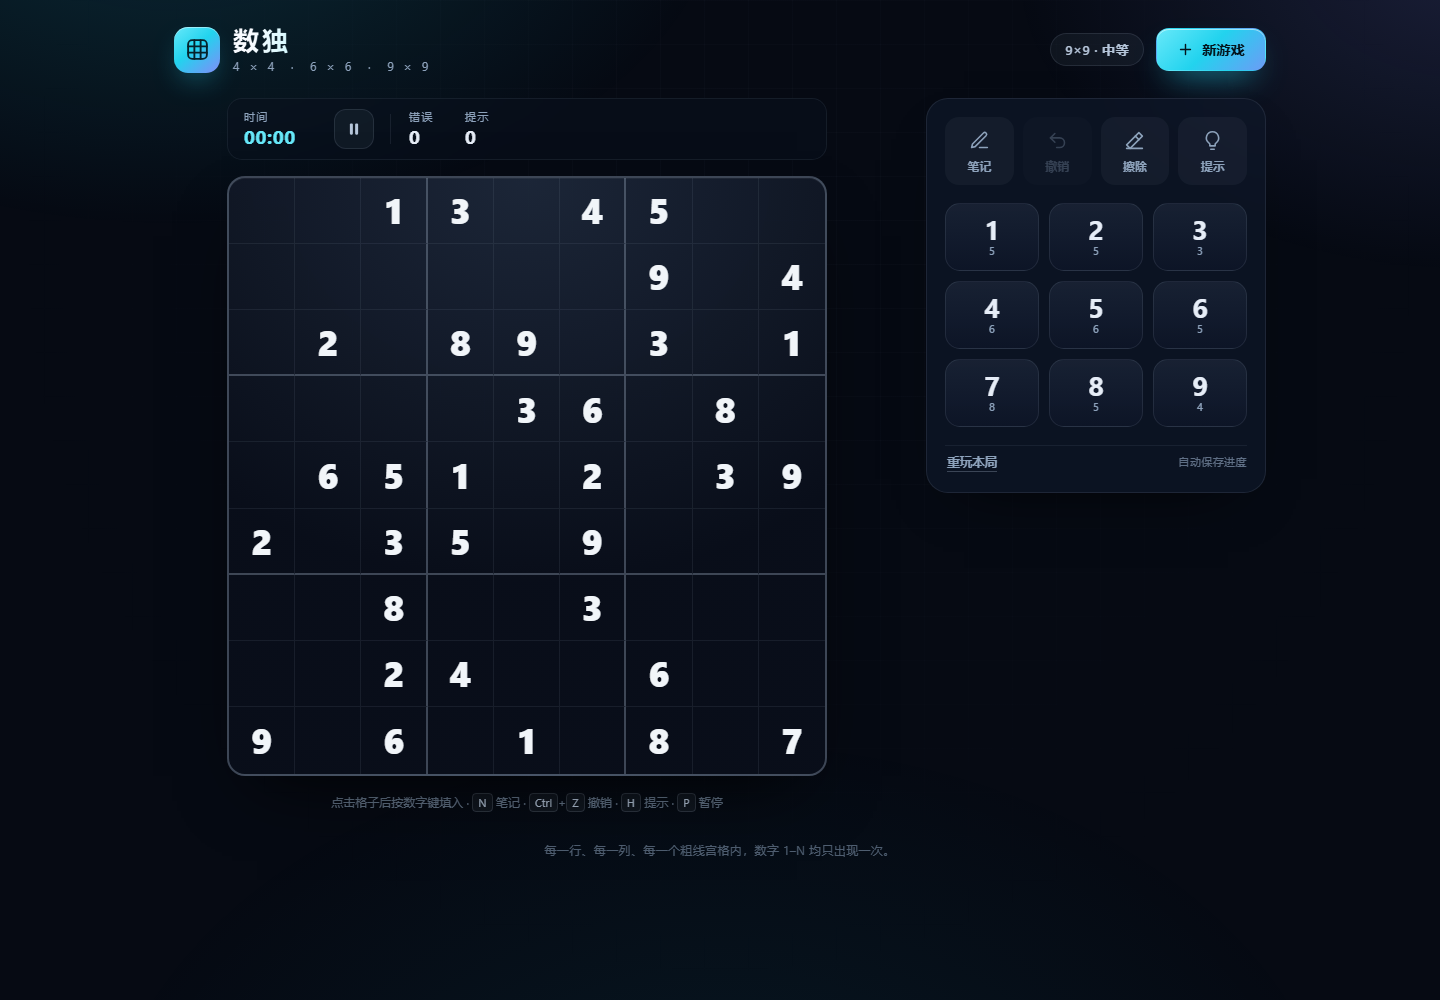 数独
4 × 4 · 6 × 6 · 9 × 9
9×9 · 中等
新游戏
时间 错误 提示
00:00 0 0
笔记 撤销 擦除 提示
1 3 4 5
9 4
2 8 9 3 1
3 6 8
6 5 1 2 3 9
2 3 5 9
8 3
2 4 6
9 6 1 8 7
1 2 3
5 5 3
4 5 6
6 6 5
7 8 9
8 5 4
重玩本局 自动保存进度
点击格子后按数字键填入 · N 笔记 · Ctrl+Z 撤销 · H 提示 · P 暂停
每一行、每一列、每一个粗线宫格内，数字 1–N 均只出现一次。